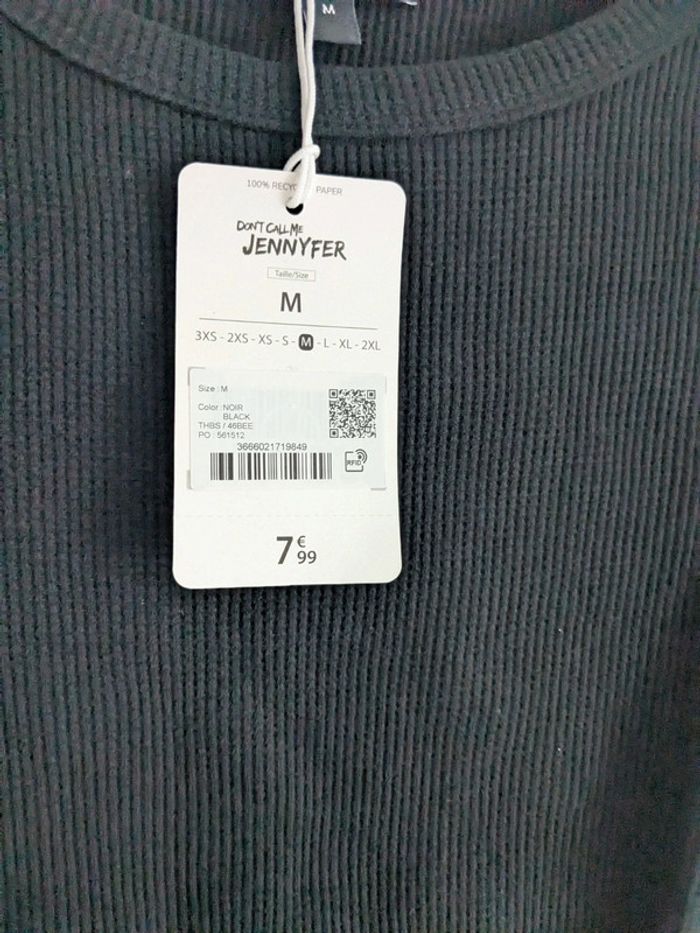 M
100% RECYC PAPER
DON'T CALL ME
JENNYFER
Taille/Size
M
3XS - 2XS - XS - S - M - L - XL - 2XL
Size : M
Color : NOIR
BLACK
THBS / 46BEE
PO : 561512
3666021719849
RFID
7€99